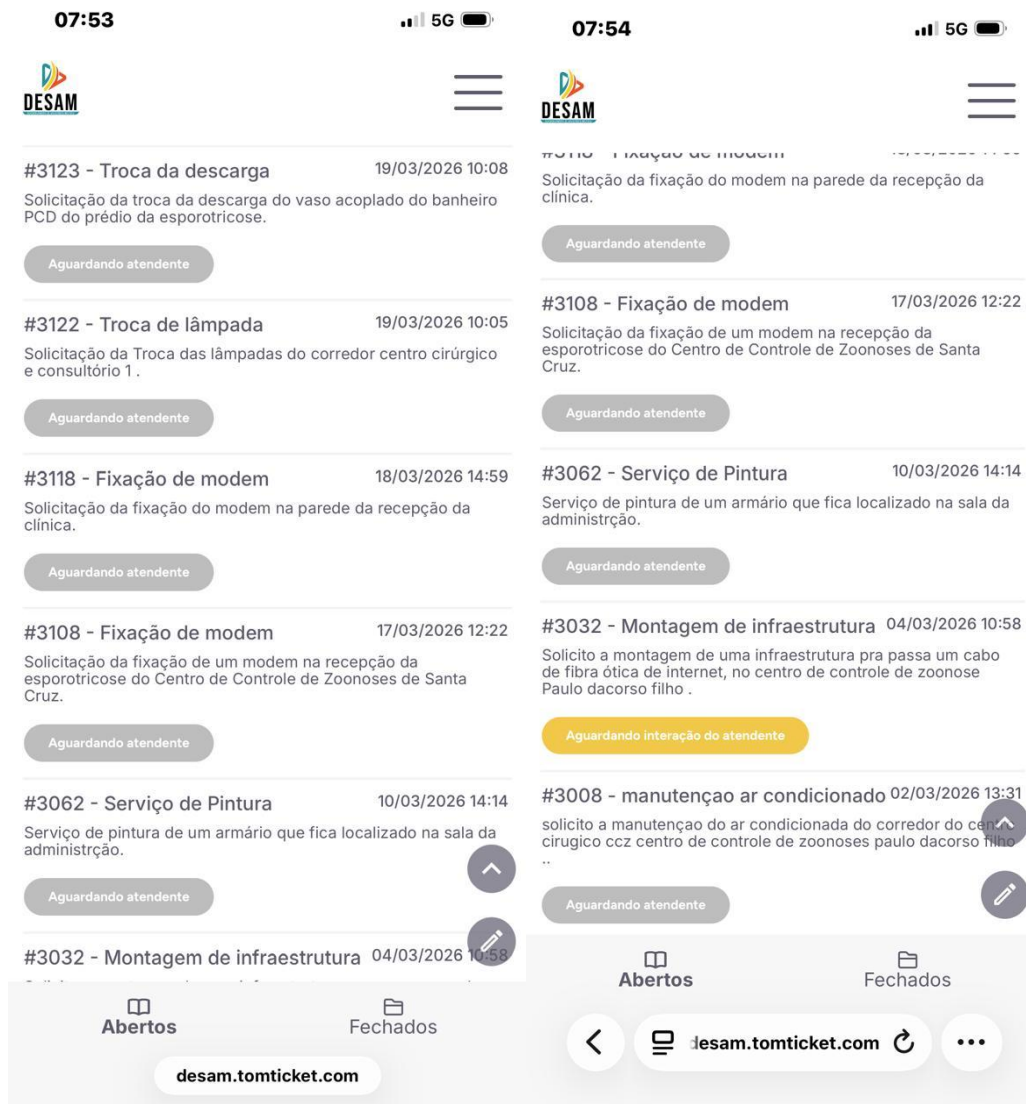 07:53
5G
DESAM
#3123 - Troca da descarga 19/03/2026 10:08
Solicitação da troca da descarga do vaso acoplado do banheiro
PCD do prédio da esporotricose.
Aguardando atendente
#3122 - Troca de lâmpada 19/03/2026 10:05
Solicitação da Troca das lâmpadas do corredor centro cirúrgico
e consultório 1 .
Aguardando atendente
#3118 - Fixação de modem 18/03/2026 14:59
Solicitação da fixação do modem na parede da recepção da
clínica.
Aguardando atendente
#3108 - Fixação de modem 17/03/2026 12:22
Solicitação da fixação de um modem na recepção da
esporotricose do Centro de Controle de Zoonoses de Santa
Cruz.
Aguardando atendente
#3062 - Serviço de Pintura 10/03/2026 14:14
Serviço de pintura de um armário que fica localizado na sala da
administrção.
Aguardando atendente
#3032 - Montagem de infraestrutura 04/03/2026 10:58
Abertos
Fechados
desam.tomticket.com
07:54
5G
DESAM
#3118 - Fixação de modem
Solicitação da fixação do modem na parede da recepção da
clínica.
Aguardando atendente
#3108 - Fixação de modem 17/03/2026 12:22
Solicitação da fixação de um modem na recepção da
esporotricose do Centro de Controle de Zoonoses de Santa
Cruz.
Aguardando atendente
#3062 - Serviço de Pintura 10/03/2026 14:14
Serviço de pintura de um armário que fica localizado na sala da
administrção.
Aguardando atendente
#3032 - Montagem de infraestrutura 04/03/2026 10:58
Solicito a montagem de uma infraestrutura pra passa um cabo
de fibra ótica de internet, no centro de controle de zoonose
Paulo dacorso filho .
Aguardando interação do atendente
#3008 - manutençao ar condicionado 02/03/2026 13:31
solicito a manutençao do ar condicionada do corredor do centro
cirugico ccz centro de controle de zoonoses paulo dacorso filho
..
Aguardando atendente
Abertos
Fechados
desam.tomticket.com